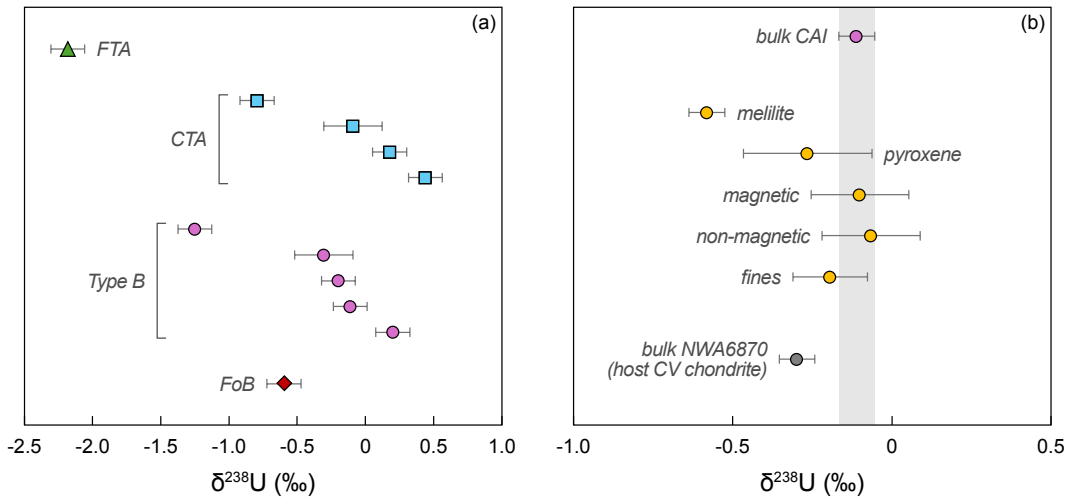 (a)
FTA
CTA
Type B
FoB
-2.5 -2.0 -1.5 -1.0 -0.5 0 0.5 1.0
δ²³⁸U (‰)
(b)
bulk CAI
melilite
pyroxene
magnetic
non-magnetic
fines
bulk NWA6870
(host CV chondrite)
-1.0 -0.5 0 0.5
δ²³⁸U (‰)